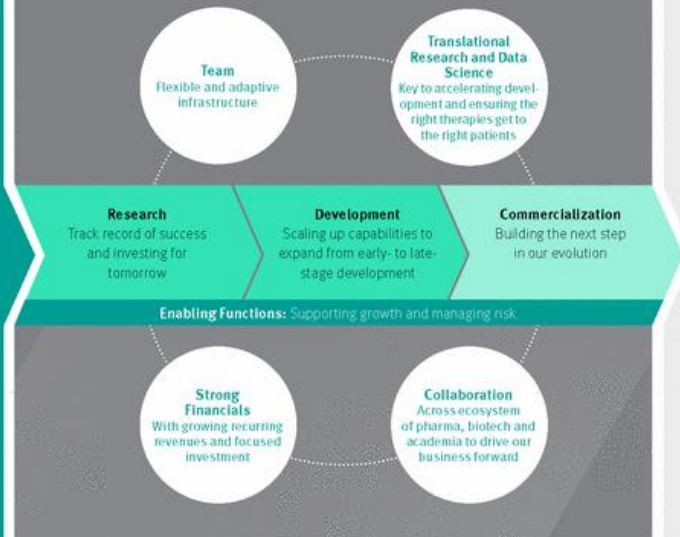 Team
Flexible and adaptive
infrastructure
Translational
Research and Data
Science
Key to accelerating devel-
opment and ensuring the
right therapies get to
the right patients
Research
Track record of success
and investing for
tomorrow
Development
Scaling up capabilities to
expand from early- to late-
stage development
Commercialization
Building the next step
in our evolution
Enabling Functions: Supporting growth and managing risk
Strong
Financials
With growing recurring
revenues and focused
investment
Collaboration
Across ecosystem
of pharma, biotech and
academia to drive our
business forward